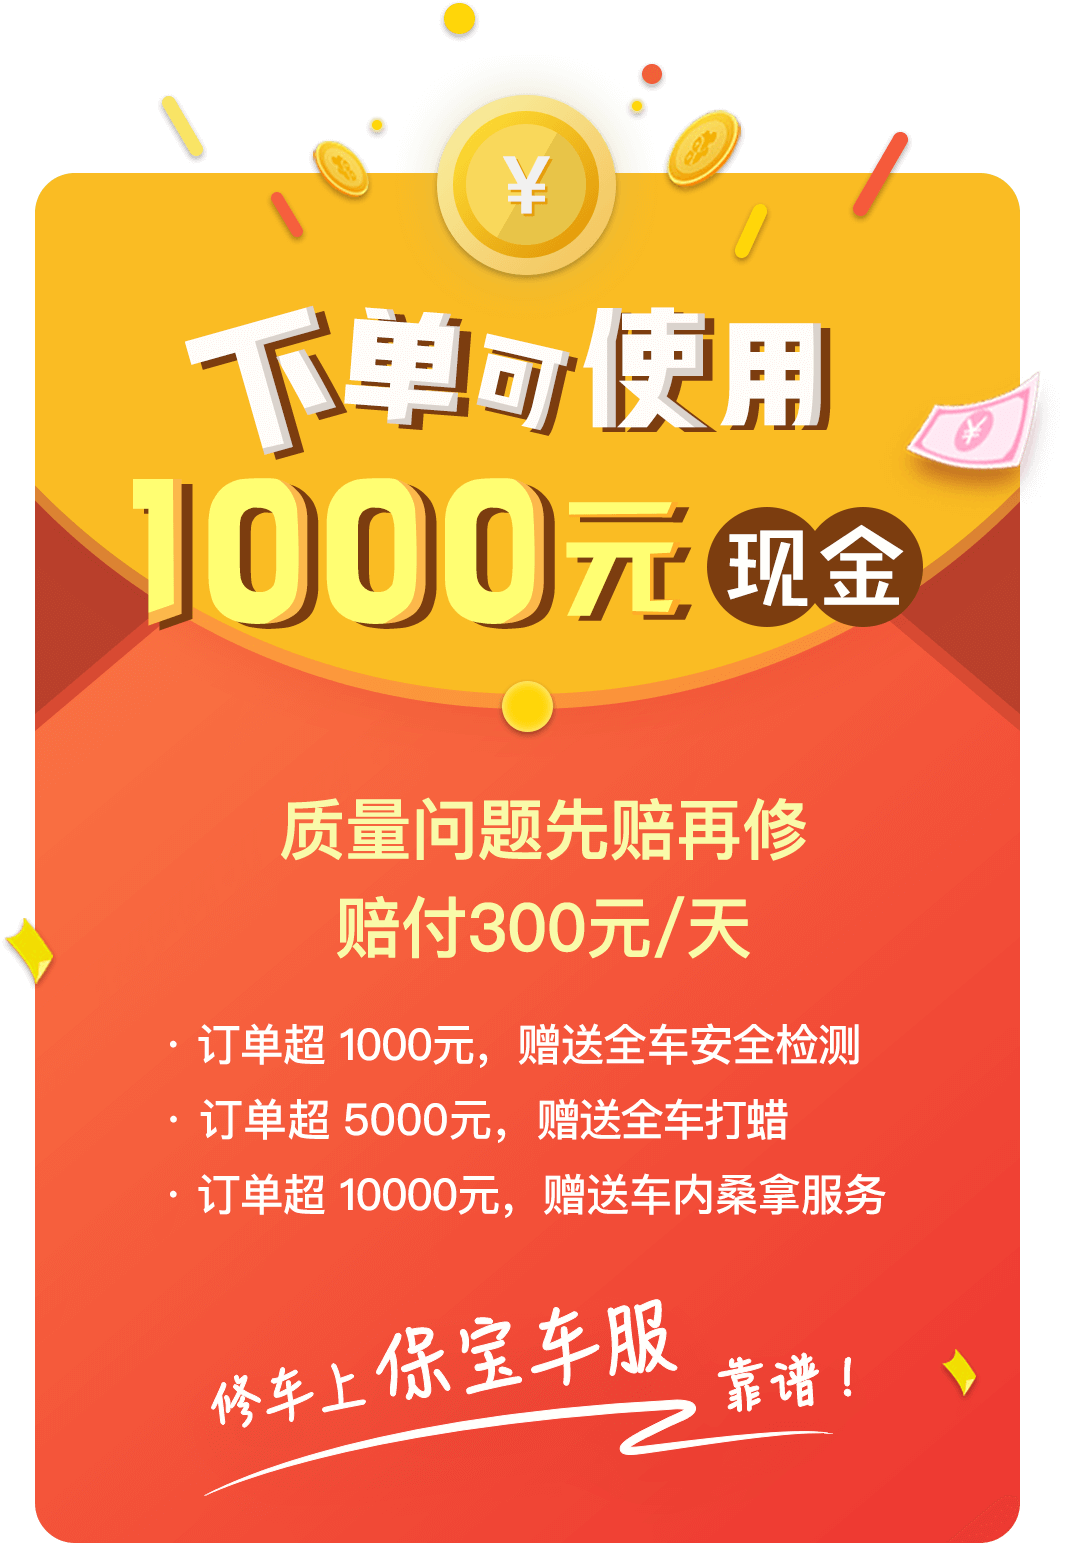 ¥
下单可使用
1000元现金
¥
质量问题先赔再修
赔付300元/天
· 订单超 1000元，赠送全车安全检测
· 订单超 5000元，赠送全车打蜡
· 订单超 10000元，赠送车内桑拿服务
修车上保宝车服 靠谱！